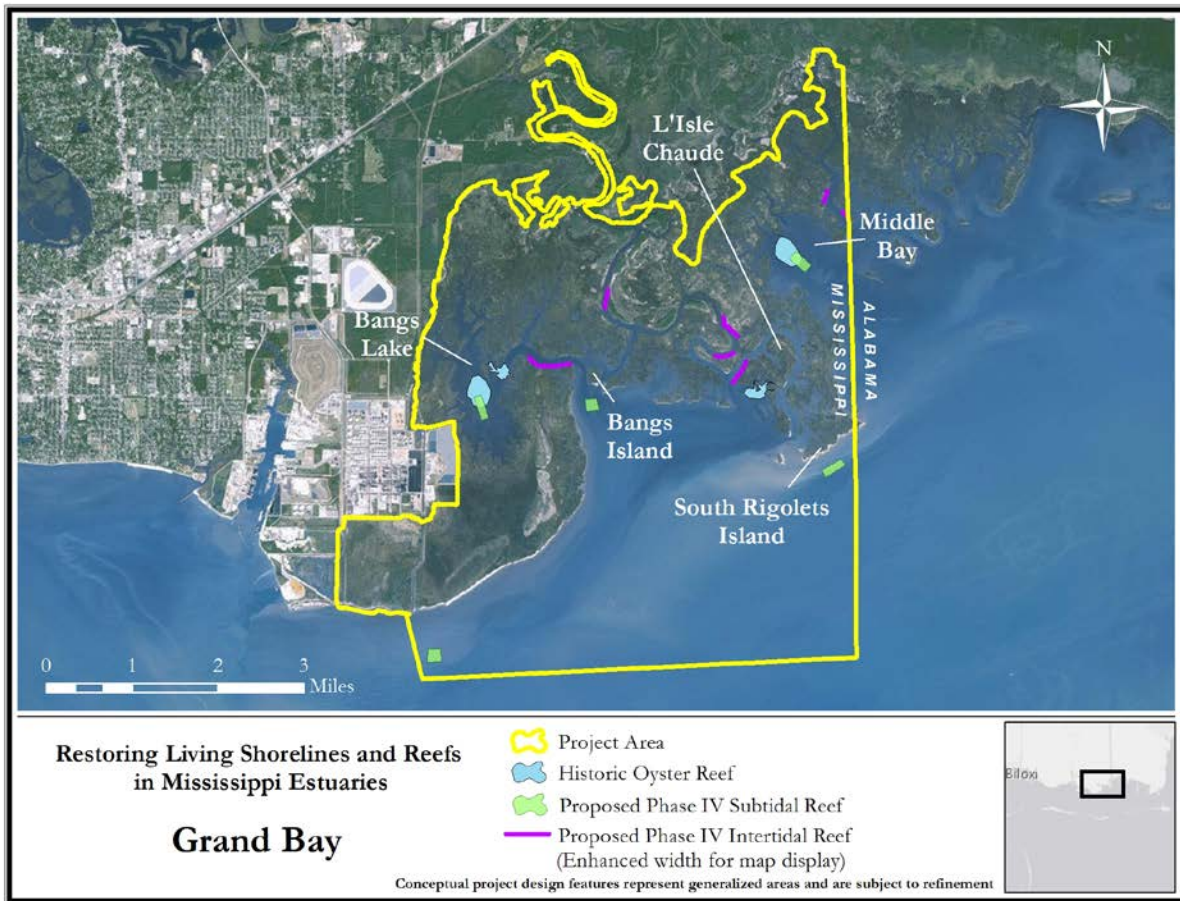 N
L'Isle
Chaude
Middle
Bay
MISSISSIPPI
ALABAMA
Bangs
Lake
Bangs
Island
South Rigolets
Island
0 1 2 3
Miles
Restoring Living Shorelines and Reefs
in Mississippi Estuaries
Grand Bay
Project Area
Historic Oyster Reef
Proposed Phase IV Subtidal Reef
Proposed Phase IV Intertidal Reef
(Enhanced width for map display)
Conceptual project design features represent generalized areas and are subject to refinement
Biloxi